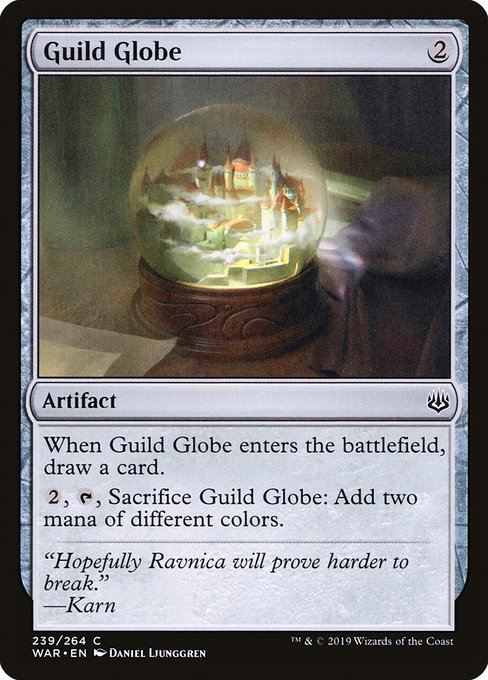 Guild Globe 2
Artifact
When Guild Globe enters the battlefield,
draw a card.
2, , Sacrifice Guild Globe: Add two
mana of different colors.
“Hopefully Ravnica will prove harder to
break.”
—Karn
239/264 C
WAR • EN Daniel Ljunggren
™ & © 2019 Wizards of the Coast